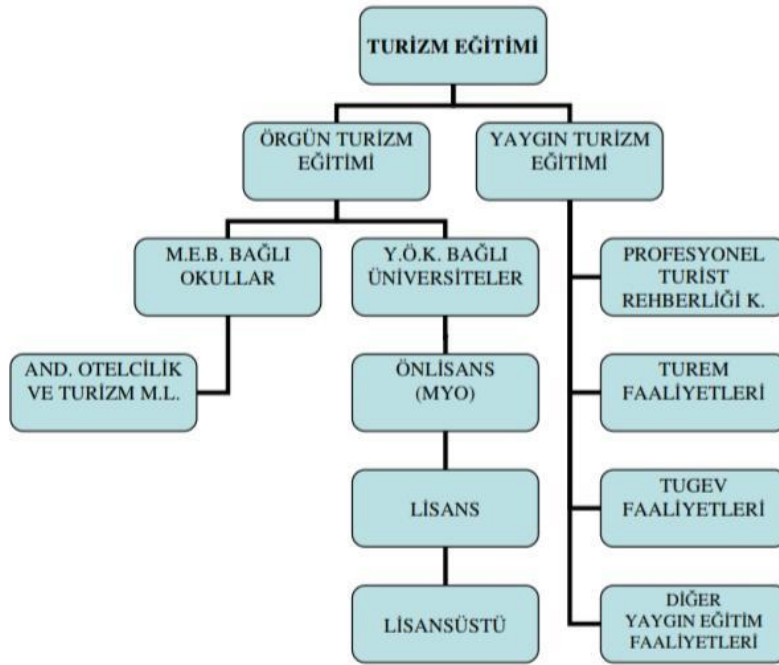 TURİZM EĞİTİMİ
ÖRGÜN TURİZM
EĞİTİMİ
YAYGIN TURİZM
EĞİTİMİ
M.E.B. BAĞLI
OKULLAR
Y.Ö.K. BAĞLI
ÜNİVERSİTELER
PROFESYONEL
TURİST
REHBERLİĞİ K.
AND. OTELCİLİK
VE TURİZM M.L.
ÖNLİSANS
(MYO)
TUREM
FAALİYETLERİ
LİSANS
TUGEV
FAALİYETLERİ
LİSANSÜSTÜ
DİĞER
YAYGIN EĞİTİM
FAALİYETLERİ